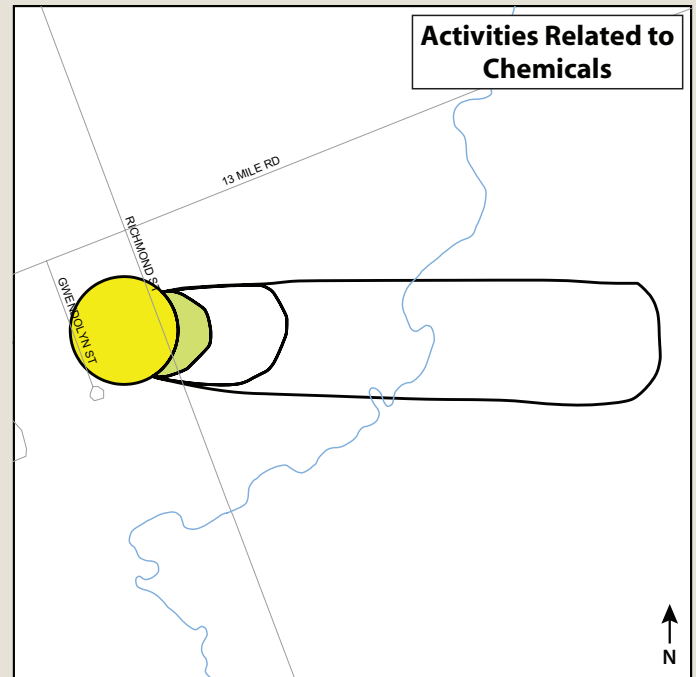 Activities Related to
Chemicals
13 MILE RD
RICHMOND ST
GWENDOLYN ST
N